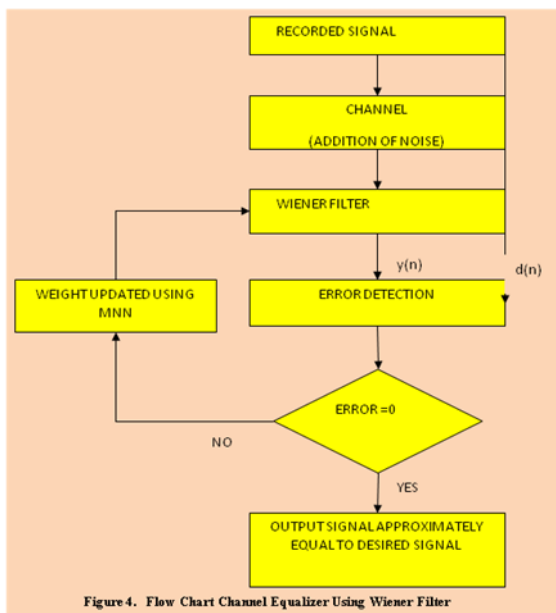 RECORDED SIGNAL
CHANNEL
(ADDITION OF NOISE)
WIENER FILTER
y(n)
d(n)
WEIGHT UPDATED USING
MNN
ERROR DETECTION
ERROR =0
NO
YES
OUTPUT SIGNAL APPROXIMATELY
EQUAL TO DESIRED SIGNAL
Figure 4. Flow Chart Channel Equalizer Using Wiener Filter